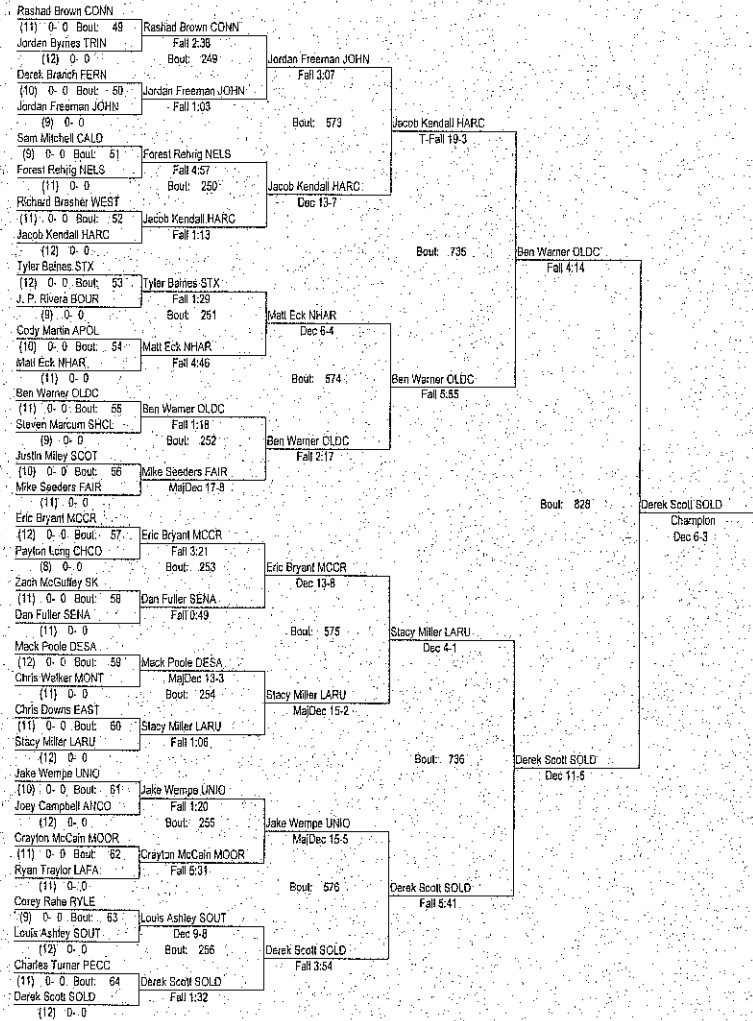 Rashad Brown CONN
(11) 0- 0 Bout: 49
Jordan Byrnes TRIN
(12) 0- 0
Derek Branch FERN
(10) 0- 0 Bout: 50
Jordan Freeman JOHN
(9) 0- 0
Sam Mitchell CALD
(9) 0- 0 Bout: 51
Forest Rehrig NELS
(11) 0- 0
Richard Brasher WEST
(11) 0- 0 Bout: 52
Jacob Kendall HARC
(12) 0- 0
Tyler Baines STX
(12) 0- 0 Bout: 53
J. P. Rivera BOUR
(9) 0- 0
Cody Martin APOL
(10) 0- 0 Bout: 54
Matt Eck NHAR
(11) 0- 0
Ben Warner OLDC
(11) 0- 0 Bout: 55
Steven Marcum SHCL
(9) 0- 0
Justin Miley SCOT
(10) 0- 0 Bout: 56
Mike Seeders FAIR
(11) 0- 0
Eric Bryant MCCR
(12) 0- 0 Bout: 57
Payton Long CHCO
(8) 0- 0
Zach McGuffey SK
(11) 0- 0 Bout: 58
Dan Fuller SENA
(11) 0- 0
Mack Poole DESA
(12) 0- 0 Bout: 59
Chris Walker MONT
(11) 0- 0
Chris Downs EAST
(11) 0- 0 Bout: 60
Stacy Miller LARU
(12) 0- 0
Jake Wempe UNIO
(10) 0- 0 Bout: 61
Joey Campbell ANCO
(12) 0- 0
Crayton McCain MOOR
(11) 0- 0 Bout: 62
Ryan Traylor LAFA
(11) 0- 0
Corey Rahe RYLE
(9) 0- 0 Bout: 63
Louis Ashley SOUT
(12) 0- 0
Charles Turner PECC
(11) 0- 0 Bout: 64
Derek Scott SOLD
(12) 0- 0
Rashad Brown CONN
Fall 2:36
Bout: 249
Jordan Freeman JOHN
Fall 1:03
Forest Rehrig NELS
Fall 4:57
Bout: 250
Jacob Kendall HARC
Fall 1:13
Tyler Baines STX
Fall 1:29
Bout: 251
Matt Eck NHAR
Fall 4:46
Ben Warner OLDC
Fall 1:18
Bout: 252
Mike Seeders FAIR
MajDec 17-8
Eric Bryant MCCR
Fall 3:21
Bout: 253
Dan Fuller SENA
Fall 0:49
Mack Poole DESA
MajDec 13-3
Bout: 254
Stacy Miller LARU
Fall 1:06
Jake Wempe UNIO
Fall 1:20
Bout: 255
Crayton McCain MOOR
Fall 5:31
Louis Ashley SOUT
Dec 9-8
Bout: 256
Derek Scott SOLD
Fall 1:32
Jordan Freeman JOHN
Fall 3:07
Bout: 573
Jacob Kendall HARC
Dec 13-7
Matt Eck NHAR
Dec 6-4
Bout: 574
Ben Warner OLDC
Fall 2:17
Eric Bryant MCCR
Dec 13-8
Bout: 575
Stacy Miller LARU
MajDec 15-2
Jake Wempe UNIO
MajDec 15-5
Bout: 576
Derek Scott SOLD
Fall 3:54
Jacob Kendall HARC
T-Fall 19-3
Bout: 735
Ben Warner OLDC
Fall 5:55
Stacy Miller LARU
Dec 4-1
Bout: 736
Derek Scott SOLD
Fall 5:41
Ben Warner OLDC
Fall 4:14
Bout: 828
Derek Scott SOLD
Dec 11-5
Derek Scott SOLD
Champion
Dec 6-3